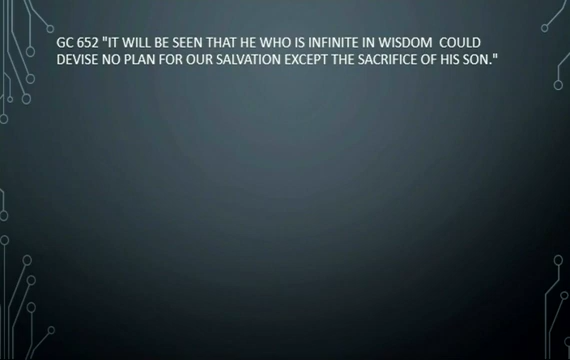 GC 652 "IT WILL BE SEEN THAT HE WHO IS INFINITE IN WISDOM COULD
DEVISE NO PLAN FOR OUR SALVATION EXCEPT THE SACRIFICE OF HIS SON."